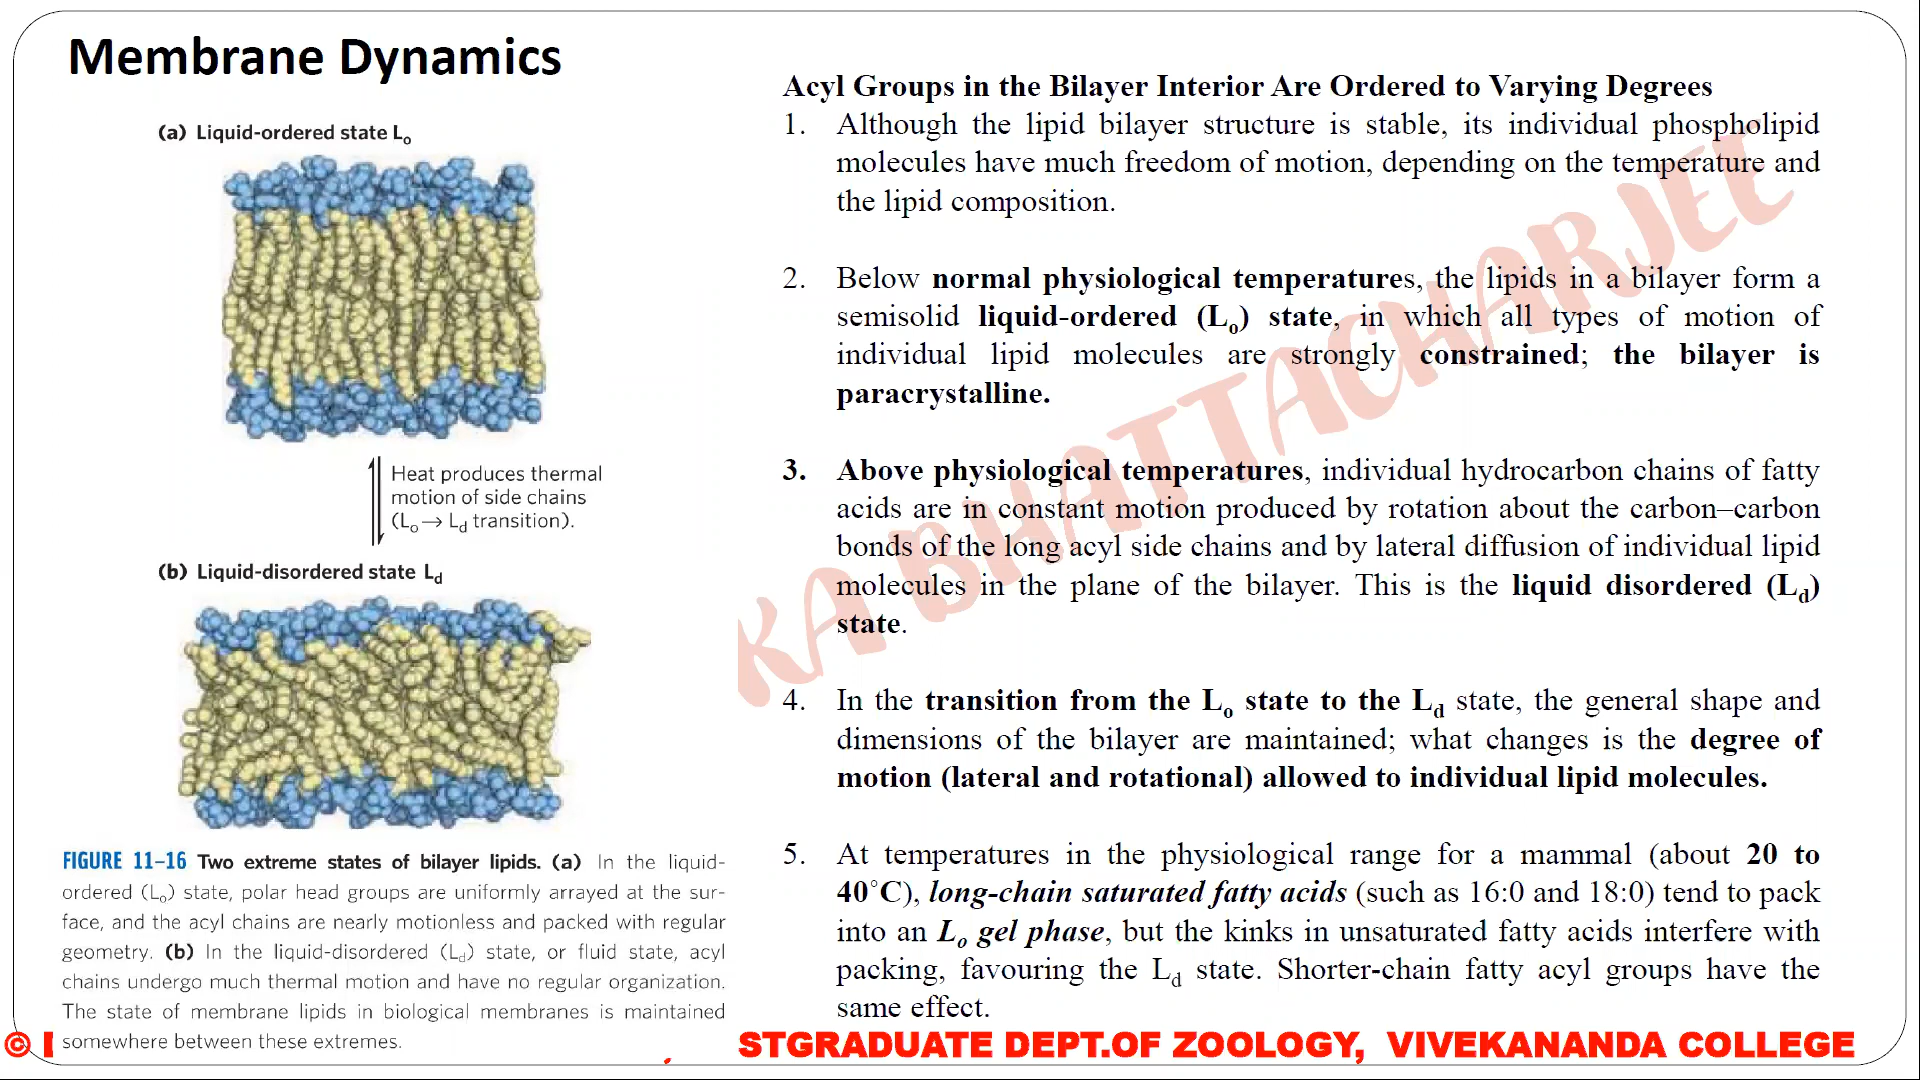 Membrane Dynamics
(a) Liquid-ordered state Lo
Heat produces thermal
motion of side chains
(Lo → Ld transition).
(b) Liquid-disordered state Ld
FIGURE 11–16 Two extreme states of bilayer lipids. (a) In the liquid-
ordered (Lo) state, polar head groups are uniformly arrayed at the sur-
face, and the acyl chains are nearly motionless and packed with regular
geometry. (b) In the liquid-disordered (Ld) state, or fluid state, acyl
chains undergo much thermal motion and have no regular organization.
The state of membrane lipids in biological membranes is maintained
somewhere between these extremes.
Acyl Groups in the Bilayer Interior Are Ordered to Varying Degrees
1. Although the lipid bilayer structure is stable, its individual phospholipid
molecules have much freedom of motion, depending on the temperature and
the lipid composition.
2. Below normal physiological temperatures, the lipids in a bilayer form a
semisolid liquid-ordered (Lo) state, in which all types of motion of
individual lipid molecules are strongly constrained; the bilayer is
paracrystalline.
3. Above physiological temperatures, individual hydrocarbon chains of fatty
acids are in constant motion produced by rotation about the carbon–carbon
bonds of the long acyl side chains and by lateral diffusion of individual lipid
molecules in the plane of the bilayer. This is the liquid disordered (Ld)
state.
4. In the transition from the Lo state to the Ld state, the general shape and
dimensions of the bilayer are maintained; what changes is the degree of
motion (lateral and rotational) allowed to individual lipid molecules.
5. At temperatures in the physiological range for a mammal (about 20 to
40°C), long-chain saturated fatty acids (such as 16:0 and 18:0) tend to pack
into an Lo gel phase, but the kinks in unsaturated fatty acids interfere with
packing, favouring the Ld state. Shorter-chain fatty acyl groups have the
same effect.
KA BHATTACHARJEE
© STGRADUATE DEPT.OF ZOOLOGY, VIVEKANANDA COLLEGE